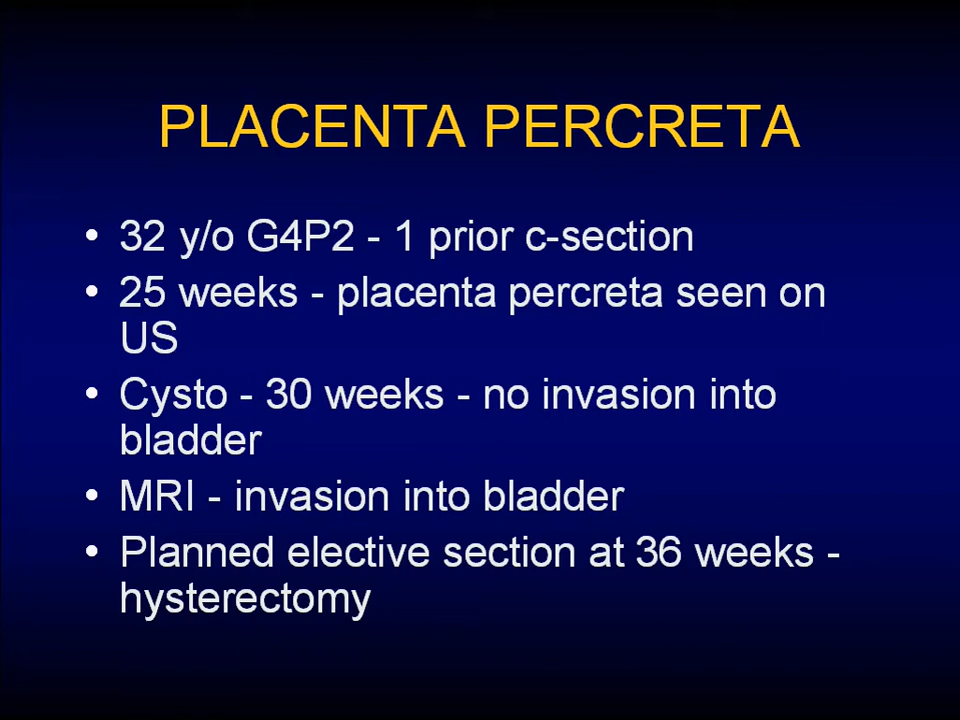 PLACENTA PERCRETA
• 32 y/o G4P2 - 1 prior c-section
• 25 weeks - placenta percreta seen on
US
• Cysto - 30 weeks - no invasion into
bladder
• MRI - invasion into bladder
• Planned elective section at 36 weeks -
hysterectomy